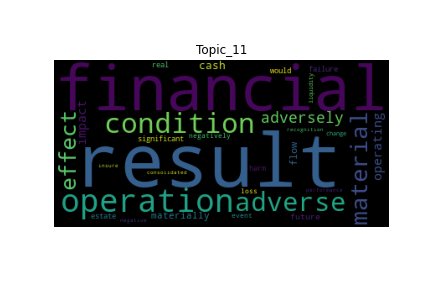 Topic_11
real cash would failure
financial
liquidity
impact
condition adversely
recognition
effect
significant negatively change
result
flow
material
operating
insure consolidated harm
loss performance
operation adverse
estate materially event future
negative